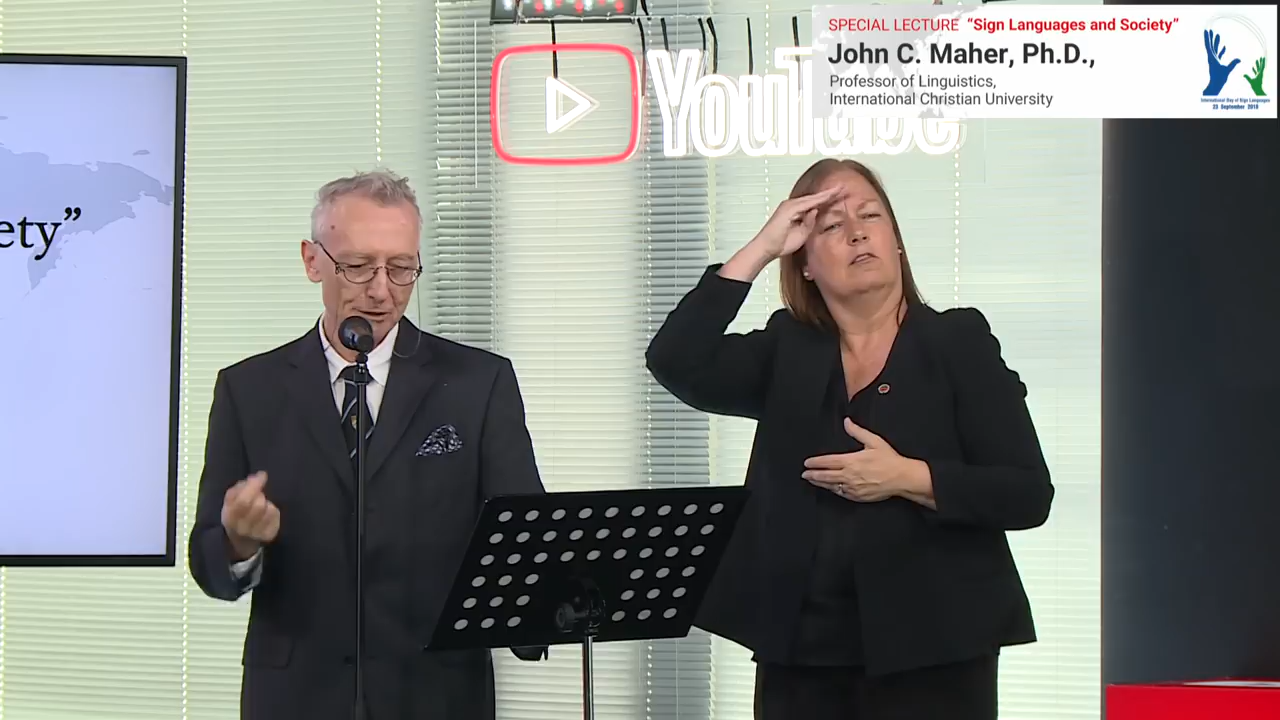 SPECIAL LECTURE “Sign Languages and Society”
John C. Maher, Ph.D.,
Professor of Linguistics,
International Christian University
International Day of Sign Languages
23 September 2018
YouTube
ety”